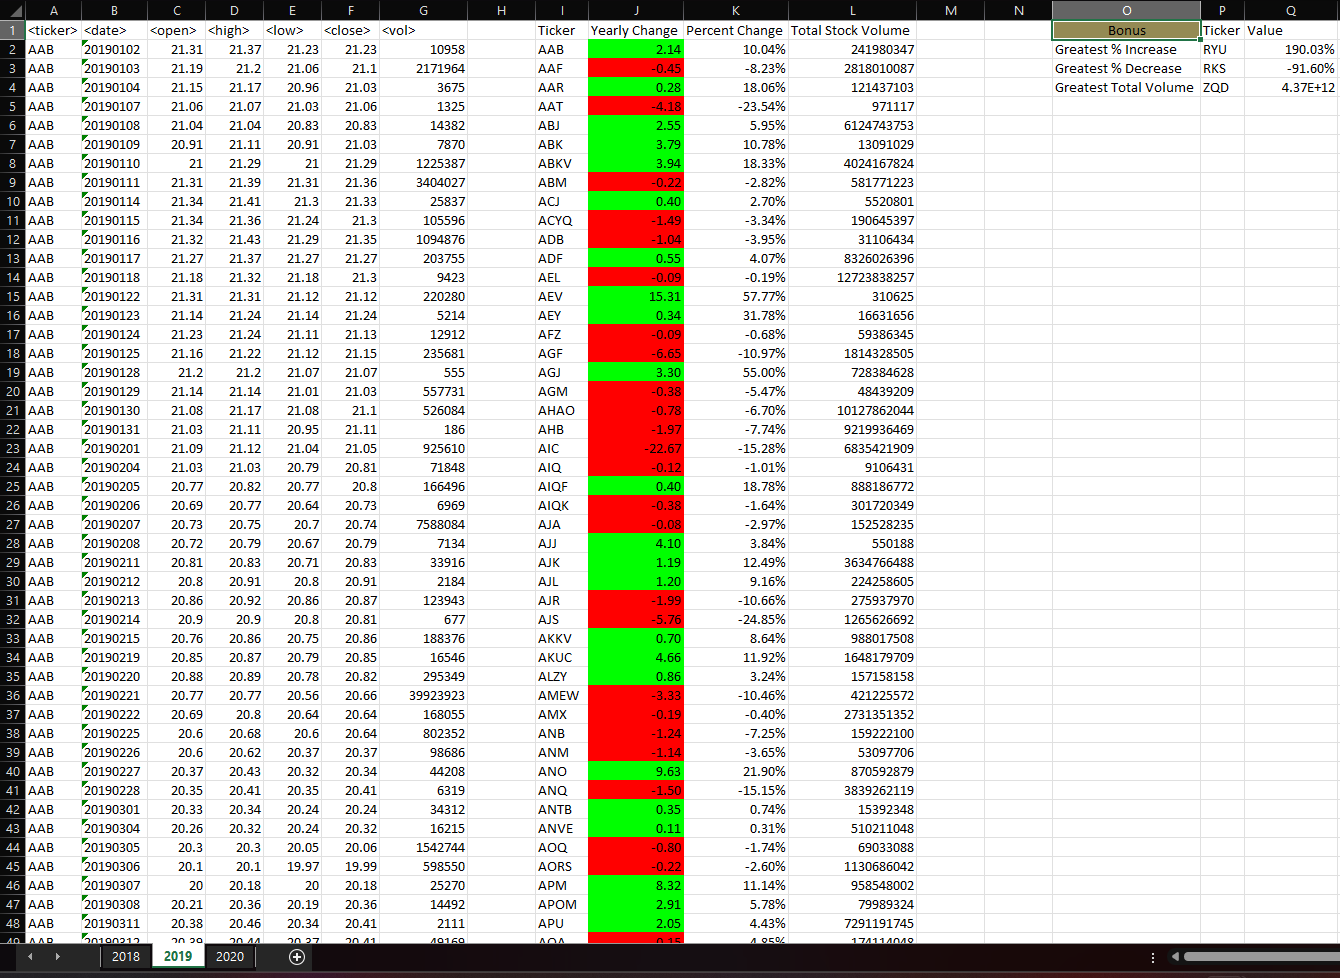 A B C D E F G H I J K L M N O P Q
1 <ticker> <date> <open> <high> <low> <close> <vol> Ticker Yearly Change Percent Change Total Stock Volume Bonus Ticker Value
2 AAB 20190102 21.31 21.37 21.23 21.23 10958 AAB 2.14 10.04% 241980347 Greatest % Increase RYU 190.03%
3 AAB 20190103 21.19 21.2 21.06 21.1 2171964 AAF -0.45 -8.23% 2818010087 Greatest % Decrease RKS -91.60%
4 AAB 20190104 21.15 21.17 20.96 21.03 3675 AAR 0.28 18.06% 121437103 Greatest Total Volume ZQD 4.37E+12
5 AAB 20190107 21.06 21.07 21.03 21.06 1325 AAT -4.18 -23.54% 971117
6 AAB 20190108 21.04 21.04 20.83 20.83 14382 ABJ 2.55 5.95% 6124743753
7 AAB 20190109 20.91 21.11 20.91 21.03 7870 ABK 3.79 10.78% 13091029
8 AAB 20190110 21 21.29 21 21.29 1225387 ABKV 3.94 18.33% 4024167824
9 AAB 20190111 21.31 21.39 21.31 21.36 3404027 ABM -0.22 -2.82% 581771223
10 AAB 20190114 21.34 21.41 21.3 21.33 25837 ACJ 0.40 2.70% 5520801
11 AAB 20190115 21.34 21.36 21.24 21.3 105596 ACYQ -1.49 -3.34% 190645397
12 AAB 20190116 21.32 21.43 21.29 21.35 1094876 ADB -1.04 -3.95% 31106434
13 AAB 20190117 21.27 21.37 21.27 21.27 203755 ADF 0.55 4.07% 8326026396
14 AAB 20190118 21.18 21.32 21.18 21.3 9423 AEL -0.09 -0.19% 12723838257
15 AAB 20190122 21.31 21.31 21.12 21.12 220280 AEV 15.31 57.77% 310625
16 AAB 20190123 21.14 21.24 21.14 21.24 5214 AEY 0.34 31.78% 16631656
17 AAB 20190124 21.23 21.24 21.11 21.13 12912 AFZ -0.09 -0.68% 59386345
18 AAB 20190125 21.16 21.22 21.12 21.15 235681 AGF -6.65 -10.97% 1814328505
19 AAB 20190128 21.2 21.2 21.07 21.07 555 AGJ 3.30 55.00% 728384628
20 AAB 20190129 21.14 21.14 21.01 21.03 557731 AGM -0.38 -5.47% 48439209
21 AAB 20190130 21.08 21.17 21.08 21.1 526084 AHAO -0.78 -6.70% 10127862044
22 AAB 20190131 21.03 21.11 20.95 21.11 186 AHB -1.97 -7.74% 9219936469
23 AAB 20190201 21.09 21.12 21.04 21.05 925610 AIC -22.67 -15.28% 6835421909
24 AAB 20190204 21.03 21.03 20.79 20.81 71848 AIQ -0.12 -1.01% 9106431
25 AAB 20190205 20.77 20.82 20.77 20.8 166496 AIQF 0.40 18.78% 888186772
26 AAB 20190206 20.69 20.77 20.64 20.73 6969 AIQK -0.38 -1.64% 301720349
27 AAB 20190207 20.73 20.75 20.7 20.74 7588084 AJA -0.08 -2.97% 152528235
28 AAB 20190208 20.72 20.79 20.67 20.79 7134 AJJ 4.10 3.84% 550188
29 AAB 20190211 20.81 20.83 20.71 20.83 33916 AJK 1.19 12.49% 3634766488
30 AAB 20190212 20.8 20.91 20.8 20.91 2184 AJL 1.20 9.16% 224258605
31 AAB 20190213 20.86 20.92 20.86 20.87 123943 AJR -1.99 -10.66% 275937970
32 AAB 20190214 20.9 20.9 20.8 20.81 677 AJS -5.76 -24.85% 1265626692
33 AAB 20190215 20.76 20.86 20.75 20.86 188376 AKKV 0.70 8.64% 988017508
34 AAB 20190219 20.85 20.87 20.79 20.85 16546 AKUC 4.66 11.92% 1648179709
35 AAB 20190220 20.88 20.89 20.78 20.82 295349 ALZY 0.86 3.24% 157158158
36 AAB 20190221 20.77 20.77 20.56 20.66 39923923 AMEW -3.33 -10.46% 421225572
37 AAB 20190222 20.69 20.8 20.64 20.64 168055 AMX -0.19 -0.40% 2731351352
38 AAB 20190225 20.6 20.68 20.6 20.64 802352 ANB -1.24 -7.25% 159222100
39 AAB 20190226 20.6 20.62 20.37 20.37 98686 ANM -1.14 -3.65% 53097706
40 AAB 20190227 20.37 20.43 20.32 20.34 44208 ANO 9.63 21.90% 870592879
41 AAB 20190228 20.35 20.41 20.35 20.41 6319 ANQ -1.50 -15.15% 3839262119
42 AAB 20190301 20.33 20.34 20.24 20.24 34312 ANTB 0.35 0.74% 15392348
43 AAB 20190304 20.26 20.32 20.24 20.32 16215 ANVE 0.11 0.31% 510211048
44 AAB 20190305 20.3 20.3 20.05 20.06 1542744 AOQ -0.80 -1.74% 69033088
45 AAB 20190306 20.1 20.1 19.97 19.99 598550 AORS -0.22 -2.60% 1130686042
46 AAB 20190307 20 20.18 20 20.18 25270 APM 8.32 11.14% 958548002
47 AAB 20190308 20.21 20.36 20.19 20.36 14492 APOM 2.91 5.78% 79989324
48 AAB 20190311 20.38 20.46 20.34 20.41 2111 APU 2.05 4.43% 7291191745
2018 2019 2020